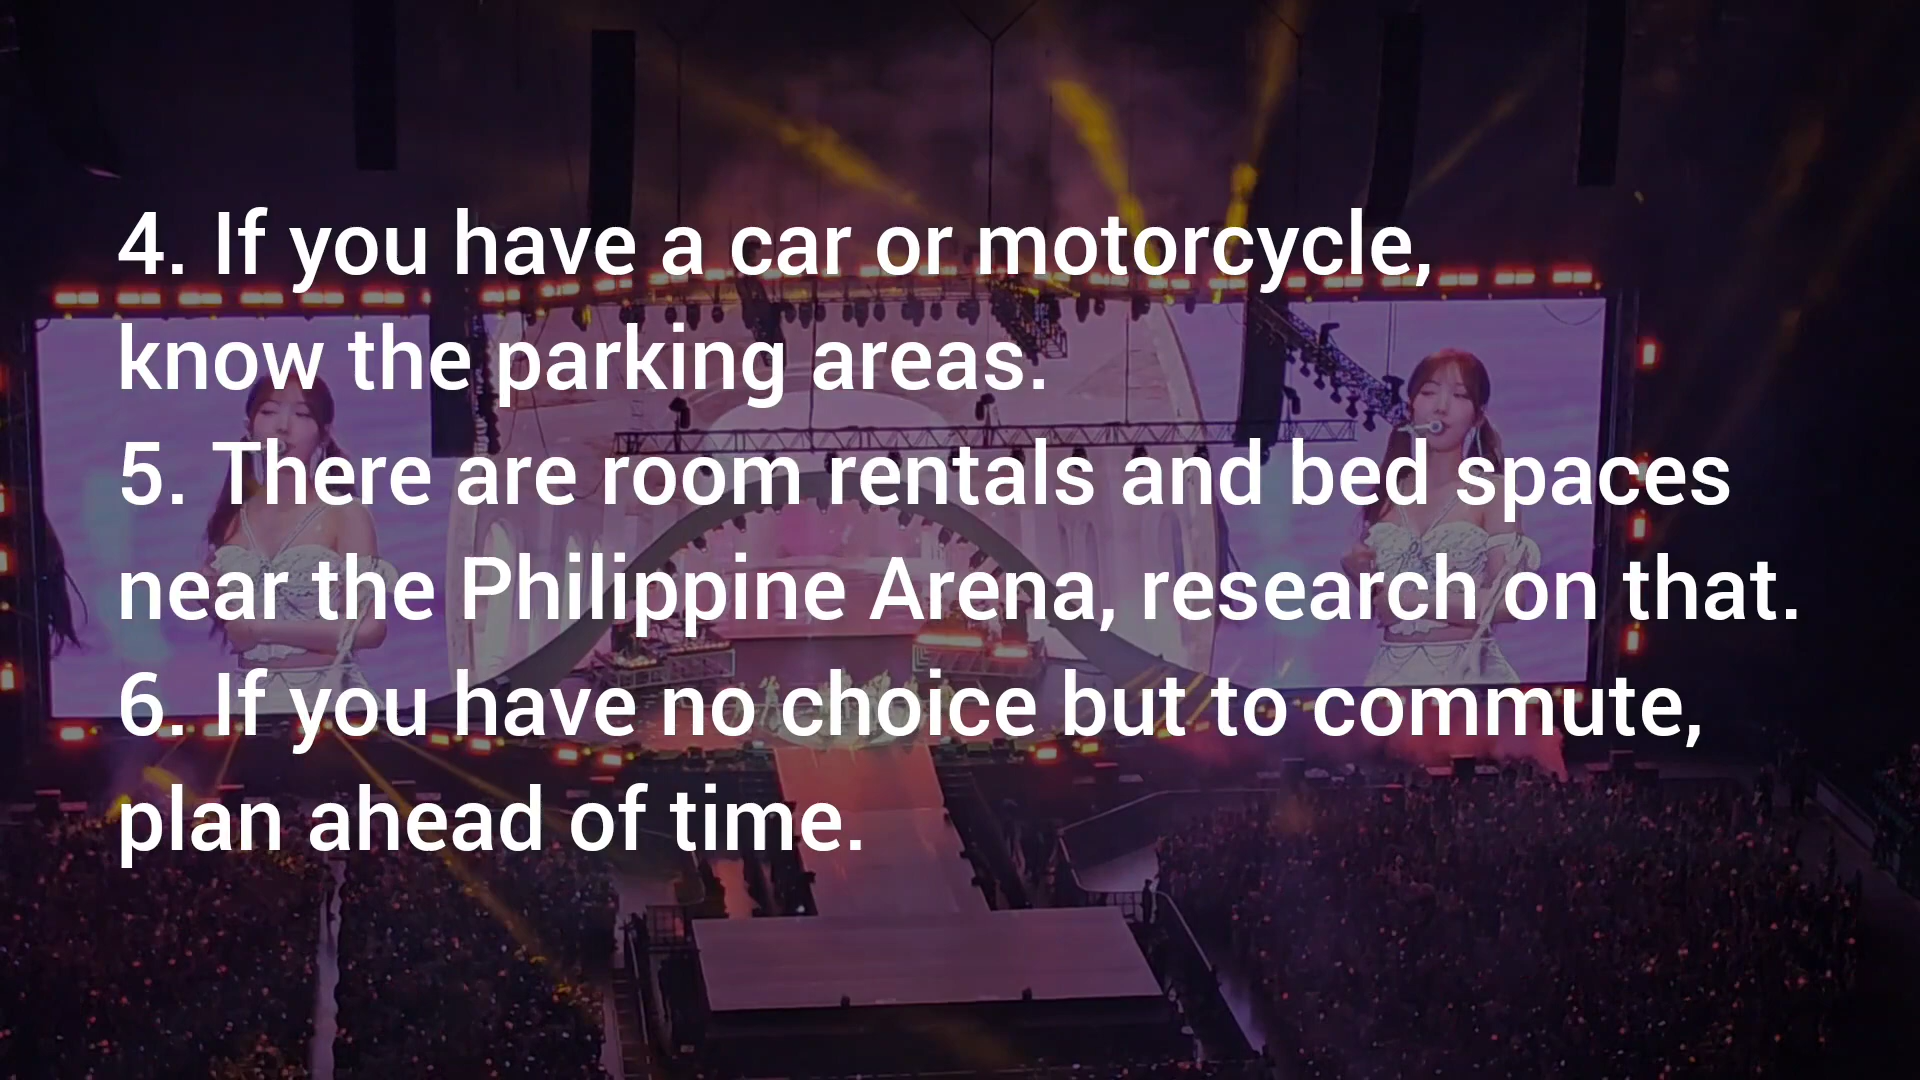 4. If you have a car or motorcycle,
know the parking areas.
5. There are room rentals and bed spaces
near the Philippine Arena, research on that.
6. If you have no choice but to commute,
plan ahead of time.